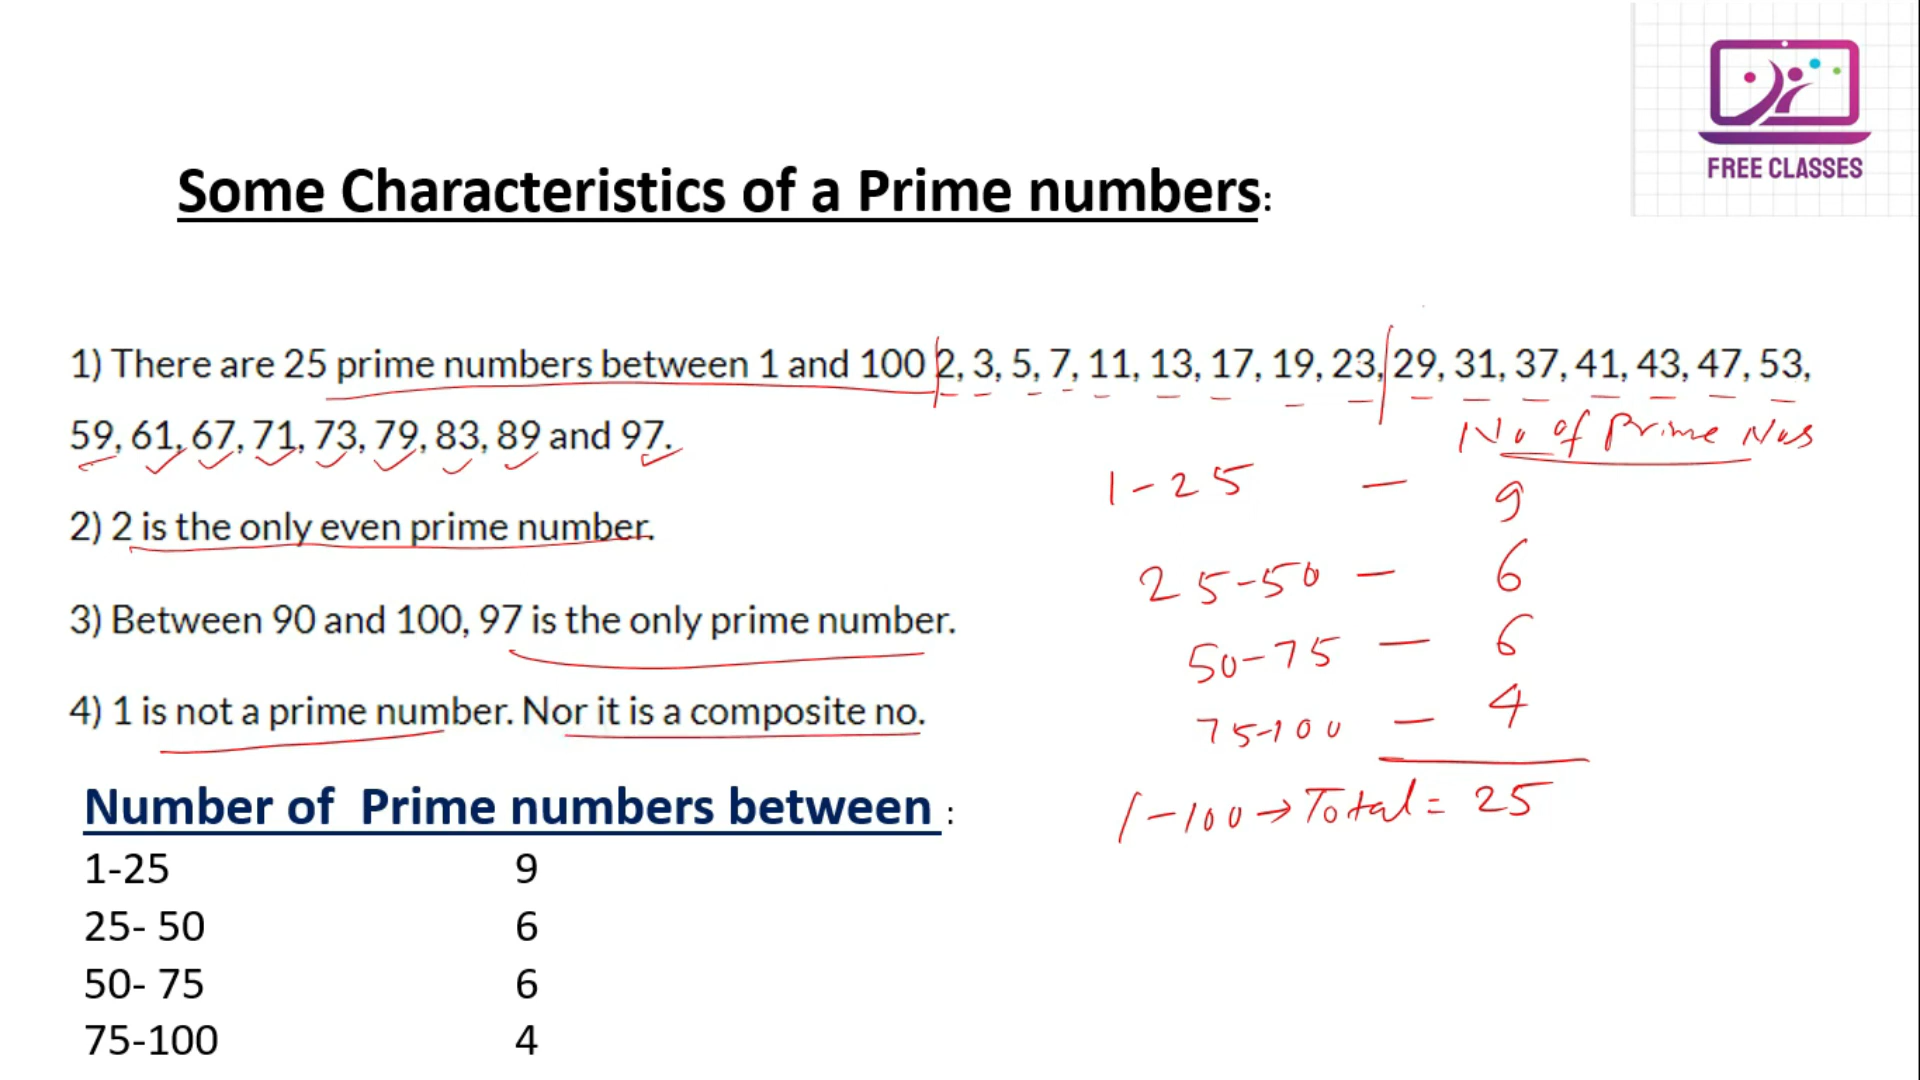 FREE CLASSES
Some Characteristics of a Prime numbers:
1) There are 25 prime numbers between 1 and 100 2, 3, 5, 7, 11, 13, 17, 19, 23, 29, 31, 37, 41, 43, 47, 53,
59, 61, 67, 71, 73, 79, 83, 89 and 97.
No of Prime Nos
1-25 — 9
2) 2 is the only even prime number.
25-50 — 6
3) Between 90 and 100, 97 is the only prime number.
50-75 — 6
4) 1 is not a prime number. Nor it is a composite no.
75-100 — 4
Number of Prime numbers between :
1-100 → Total = 25
1-25 9
25- 50 6
50- 75 6
75-100 4